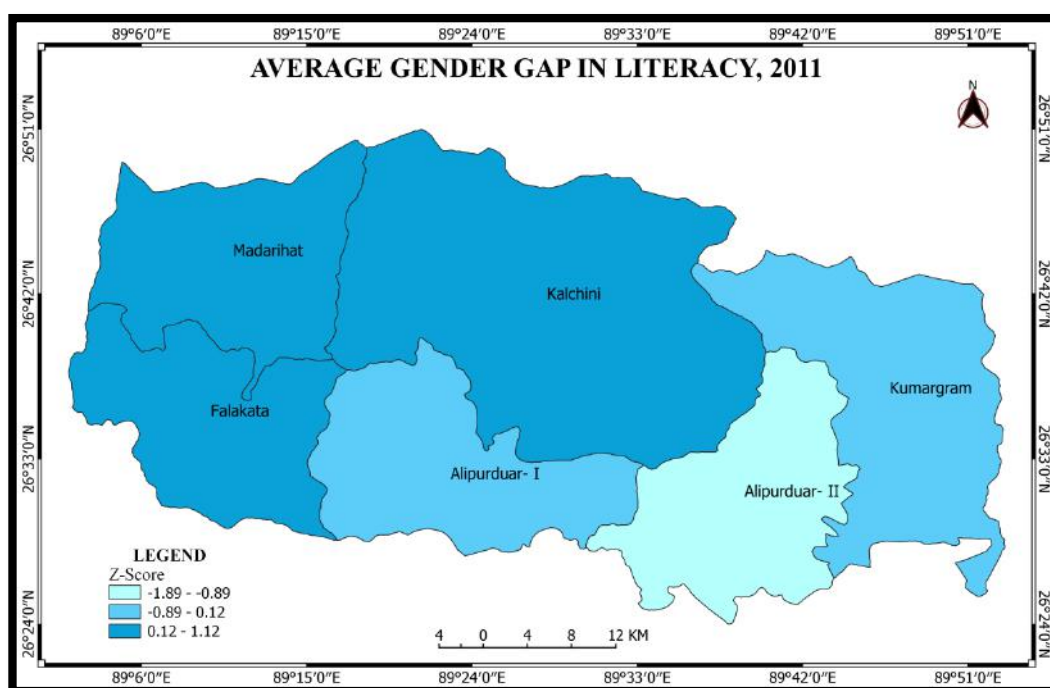 89°6'0"E 89°15'0"E 89°24'0"E 89°33'0"E 89°42'0"E 89°51'0"E
AVERAGE GENDER GAP IN LITERACY, 2011
N
26°51'0"N
26°51'0"N
Madarihat
Kalchini
26°42'0"N
26°42'0"N
Kumargram
Falakata
26°33'0"N
26°33'0"N
Alipurduar- I
Alipurduar- II
LEGEND
Z-Score
-1.89 - -0.89
-0.89 - 0.12
0.12 - 1.12
4 0 4 8 12 KM
26°24'0"N
26°24'0"N
89°6'0"E 89°15'0"E 89°24'0"E 89°33'0"E 89°42'0"E 89°51'0"E